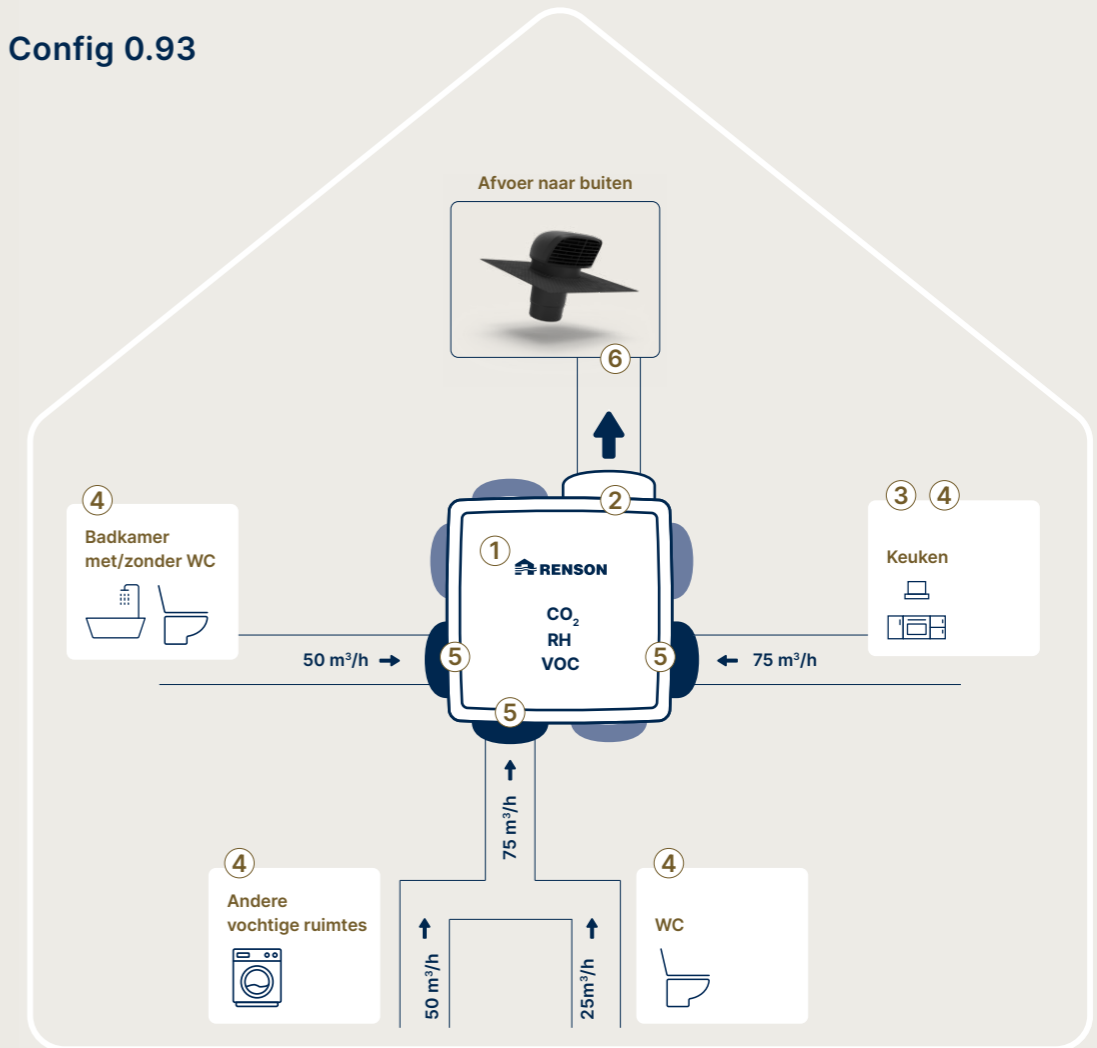 Config 0.93
Afvoer naar buiten
6
4
Badkamer
met/zonder WC
50 m³/h
2
1
RENSON
CO₂
RH
VOC
5
5
5
3 4
Keuken
75 m³/h
75 m³/h
4
Andere
vochtige ruimtes
50 m³/h
25m³/h
4
WC